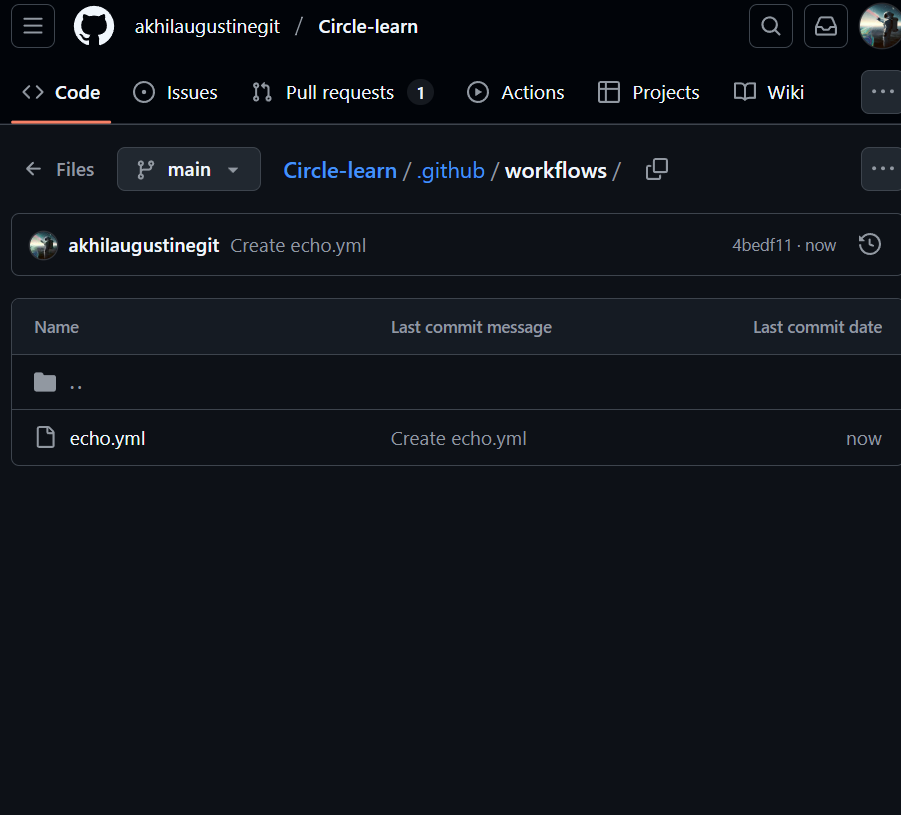 akhilaugustinegit / Circle-learn
Code Issues Pull requests 1 Actions Projects Wiki
Files main Circle-learn / .github / workflows /
akhilaugustinegit Create echo.yml 4bedf11 · now
Name Last commit message Last commit date
..
echo.yml Create echo.yml now